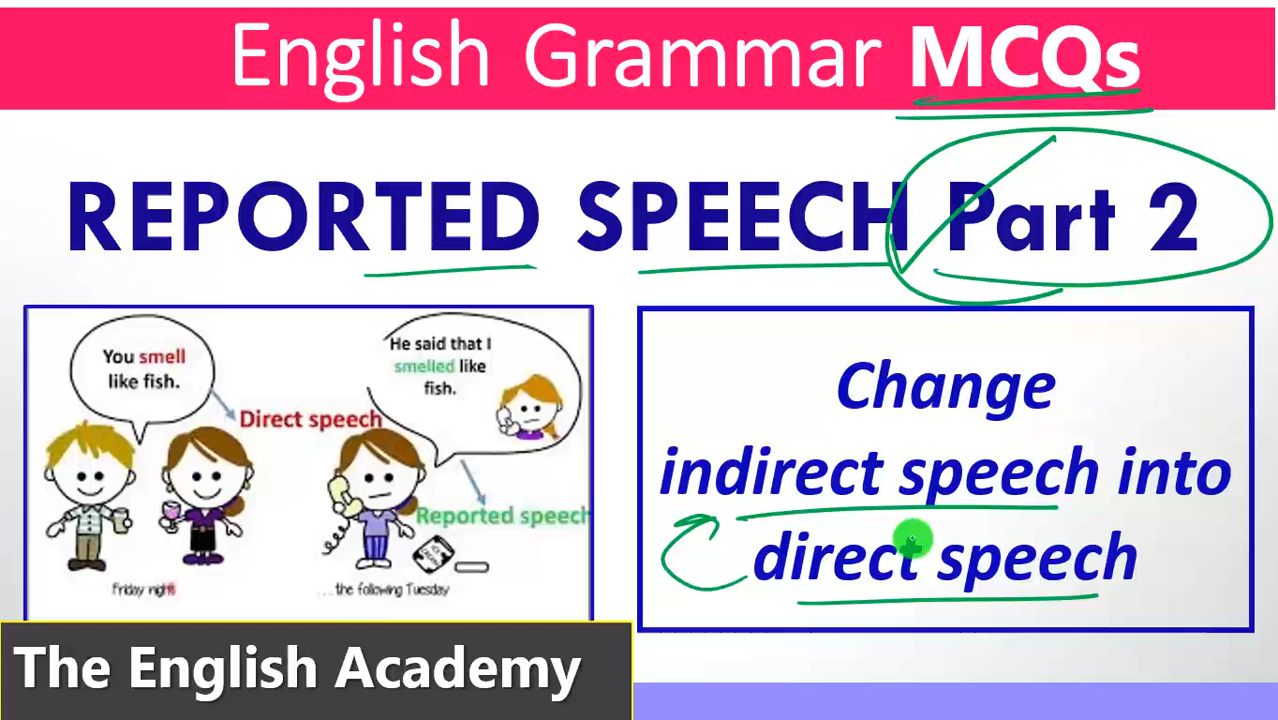 English Grammar MCQs
REPORTED SPEECH Part 2
You smell
like fish.
Direct speech
He said that I
smelled like
fish.
Reported speech
Friday night
...the following Tuesday
Change
indirect speech into
direct speech
The English Academy